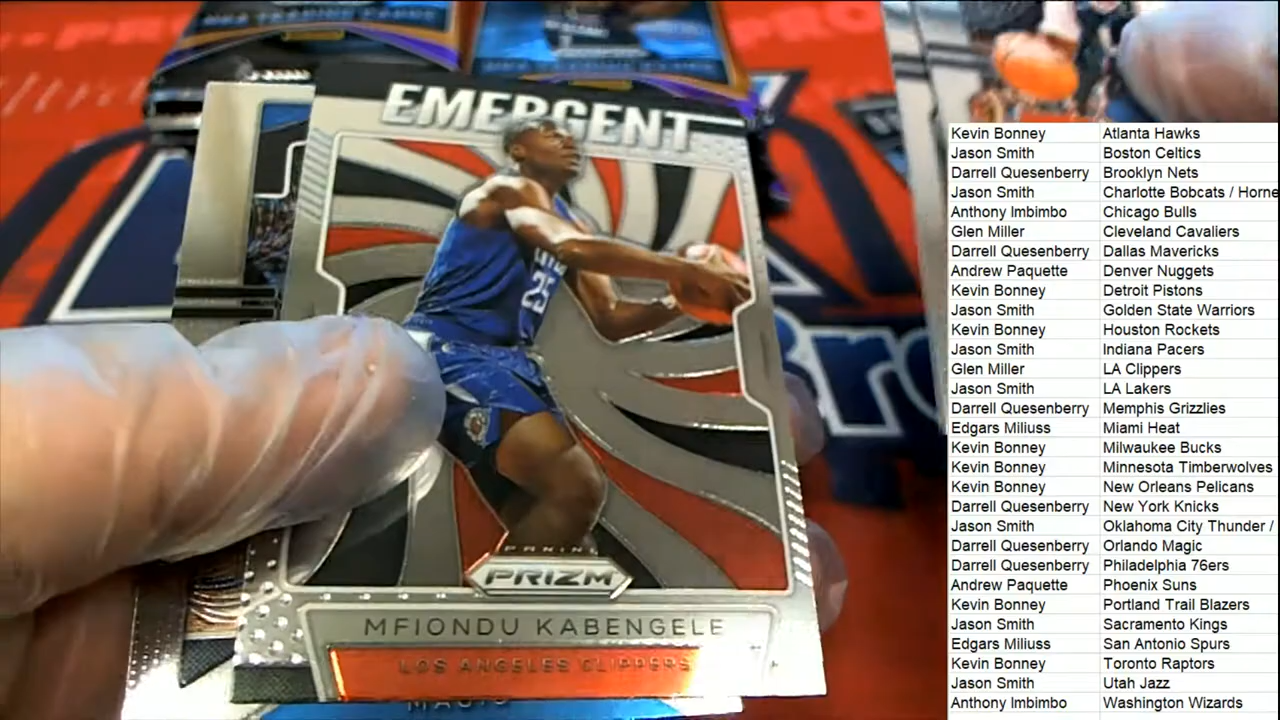 EMERGENT
25
PANINI
PRIZM
MFIONDU KABENGELE
LOS ANGELES CLIPPERS
MAGIC
Kevin Bonney Atlanta Hawks
Jason Smith Boston Celtics
Darrell Quesenberry Brooklyn Nets
Jason Smith Charlotte Bobcats / Horne
Anthony Imbimbo Chicago Bulls
Glen Miller Cleveland Cavaliers
Darrell Quesenberry Dallas Mavericks
Andrew Paquette Denver Nuggets
Kevin Bonney Detroit Pistons
Jason Smith Golden State Warriors
Kevin Bonney Houston Rockets
Jason Smith Indiana Pacers
Glen Miller LA Clippers
Jason Smith LA Lakers
Darrell Quesenberry Memphis Grizzlies
Edgars Miliuss Miami Heat
Kevin Bonney Milwaukee Bucks
Kevin Bonney Minnesota Timberwolves
Kevin Bonney New Orleans Pelicans
Darrell Quesenberry New York Knicks
Jason Smith Oklahoma City Thunder /
Darrell Quesenberry Orlando Magic
Darrell Quesenberry Philadelphia 76ers
Andrew Paquette Phoenix Suns
Kevin Bonney Portland Trail Blazers
Jason Smith Sacramento Kings
Edgars Miliuss San Antonio Spurs
Kevin Bonney Toronto Raptors
Jason Smith Utah Jazz
Anthony Imbimbo Washington Wizards